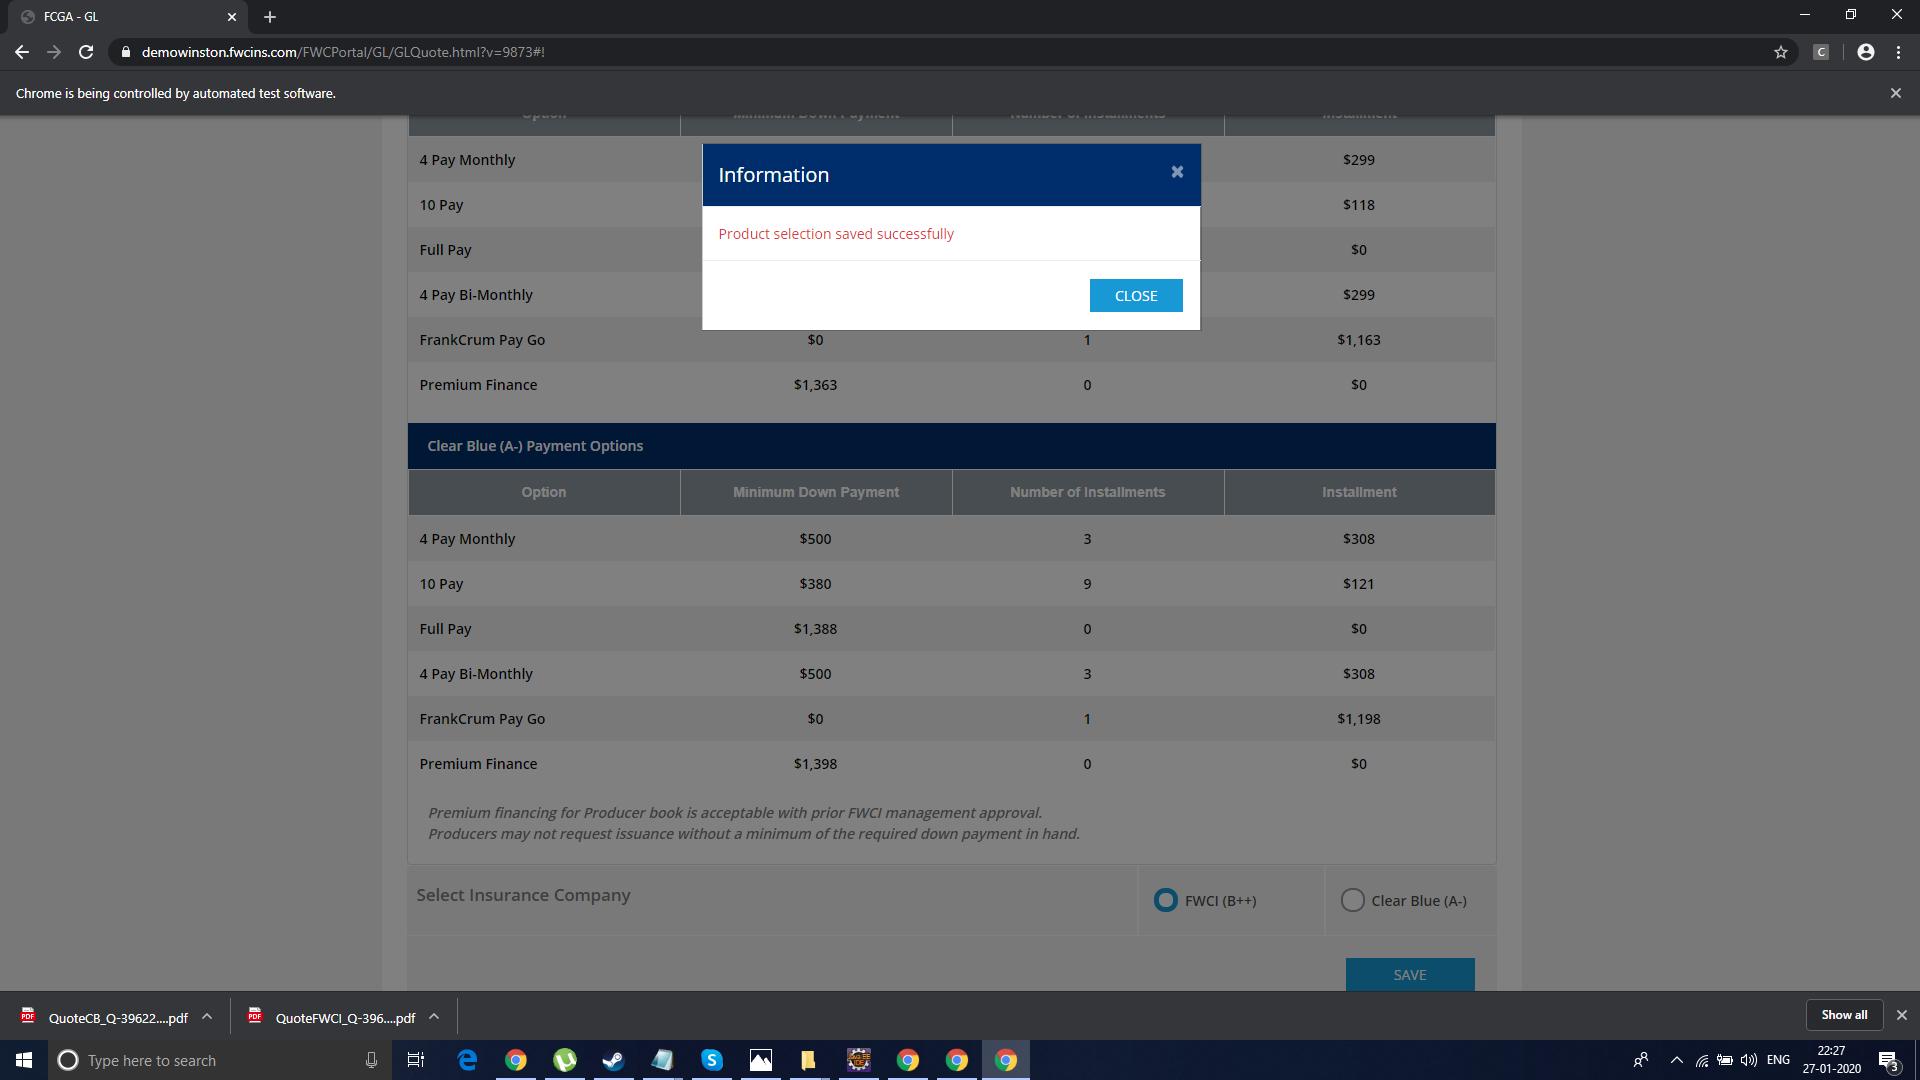 FCGA - GL
demowinston.fwcins.com/FWCPortal/GL/GLQuote.html?v=9873#!
C
Chrome is being controlled by automated test software.
Option Minimum Down Payment Number of Installments Installment
Information
4 Pay Monthly $299
10 Pay $118
Product selection saved successfully
Full Pay $0
4 Pay Bi-Monthly $299
CLOSE
FrankCrum Pay Go $0 1 $1,163
Premium Finance $1,363 0 $0
Clear Blue (A-) Payment Options
Option Minimum Down Payment Number of Installments Installment
4 Pay Monthly $500 3 $308
10 Pay $380 9 $121
Full Pay $1,388 0 $0
4 Pay Bi-Monthly $500 3 $308
FrankCrum Pay Go $0 1 $1,198
Premium Finance $1,398 0 $0
Premium financing for Producer book is acceptable with prior FWCI management approval.
Producers may not request issuance without a minimum of the required down payment in hand.
Select Insurance Company FWCI (B++) Clear Blue (A-)
SAVE
QuoteCB_Q-39622....pdf QuoteFWCI_Q-396....pdf Show all
Type here to search ENG 22:27
27-01-2020 3